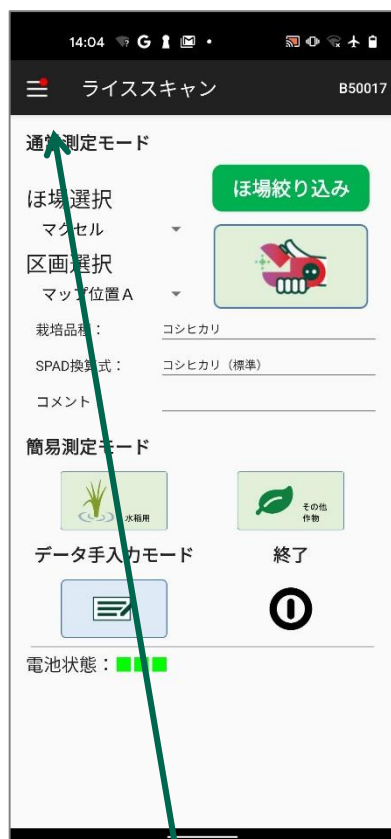 14:04 G
ライススキャン B50017
通常測定モード
ほ場選択
ほ場絞り込み
マクセル
区画選択
マップ位置A
栽培品種： コシヒカリ
SPAD換算式： コシヒカリ（標準）
コメント
簡易測定モード
水稲用
その他
作物
データ手入力モード 終了
電池状態：